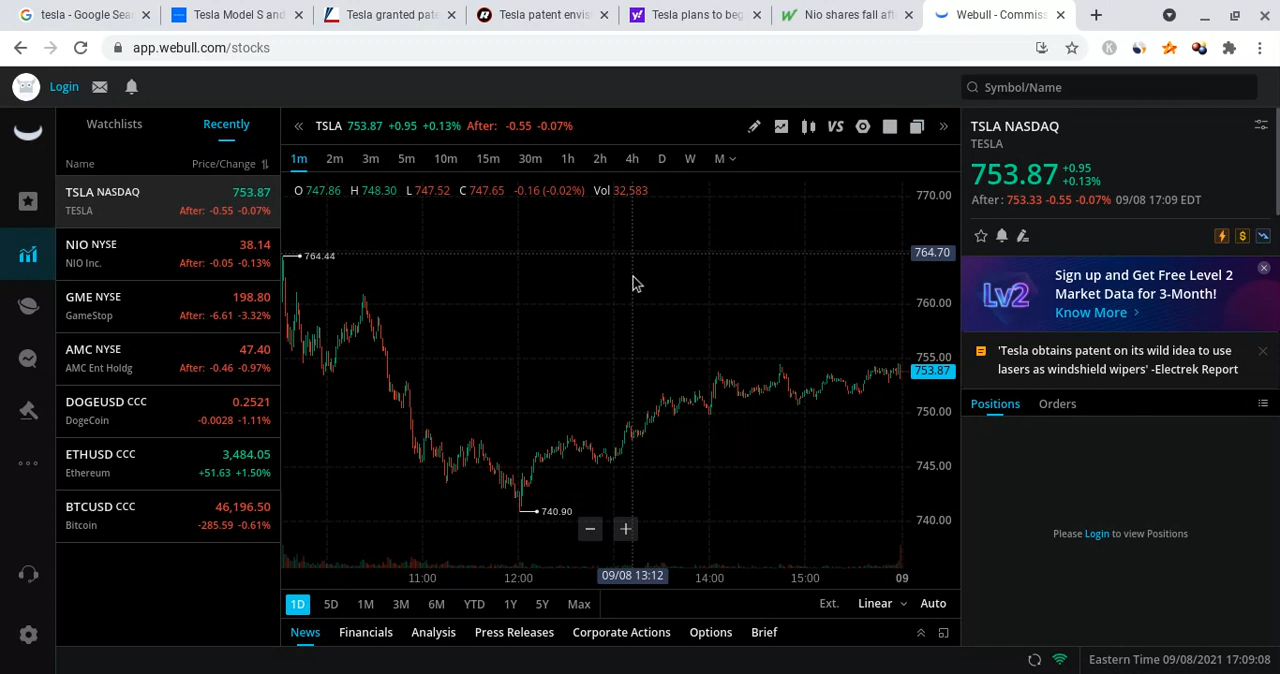 tesla - Google Sea
Tesla Model S and
Tesla granted pate
Tesla patent envis
Tesla plans to beg
Nio shares fall aft
Webull - Commiss
app.webull.com/stocks
K
Login
Symbol/Name
Watchlists
Recently
Name
Price/Change
TSLA NASDAQ 753.87
TESLA After: -0.55 -0.07%
NIO NYSE 38.14
NIO Inc. After: -0.05 -0.13%
GME NYSE 198.80
GameStop After: -6.61 -3.32%
AMC NYSE 47.40
AMC Ent Holdg After: -0.46 -0.97%
DOGEUSD CCC 0.2521
DogeCoin -0.0028 -1.11%
ETHUSD CCC 3,484.05
Ethereum +51.63 +1.50%
BTCUSD CCC 46,196.50
Bitcoin -285.59 -0.61%
TSLA 753.87 +0.95 +0.13% After: -0.55 -0.07%
VS
1m 2m 3m 5m 10m 15m 30m 1h 2h 4h D W M
O 747.86 H 748.30 L 747.52 C 747.65 -0.16 (-0.02%) Vol 32,583
770.00
764.70
764.44
760.00
755.00
753.87
750.00
745.00
740.90
740.00
− +
11:00 12:00 09/08 13:12 14:00 15:00 09
1D 5D 1M 3M 6M YTD 1Y 5Y Max
Ext. Linear Auto
News Financials Analysis Press Releases Corporate Actions Options Brief
TSLA NASDAQ
TESLA
753.87 +0.95
+0.13%
After: 753.33 -0.55 -0.07% 09/08 17:09 EDT
$
Lv2
Sign up and Get Free Level 2
Market Data for 3-Month!
Know More >
'Tesla obtains patent on its wild idea to use
lasers as windshield wipers' -Electrek Report
Positions Orders
Please Login to view Positions
Eastern Time 09/08/2021 17:09:08